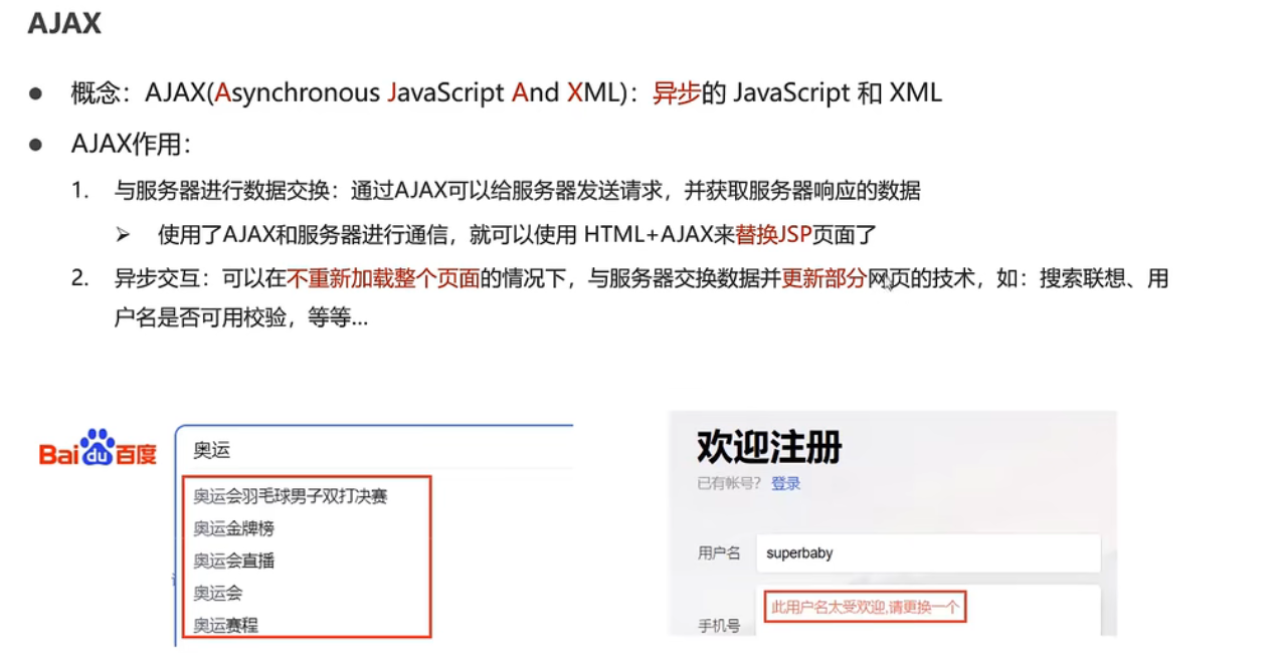 AJAX
● 概念：AJAX(Asynchronous JavaScript And XML)：异步的 JavaScript 和 XML
● AJAX作用：
1. 与服务器进行数据交换：通过AJAX可以给服务器发送请求，并获取服务器响应的数据
➢ 使用了AJAX和服务器进行通信，就可以使用 HTML+AJAX来替换JSP页面了
2. 异步交互：可以在不重新加载整个页面的情况下，与服务器交换数据并更新部分网页的技术，如：搜索联想、用
户名是否可用校验，等等...
Bai du 百度
奥运
奥运会羽毛球男子双打决赛
奥运金牌榜
奥运会直播
奥运会
奥运赛程
欢迎注册
已有帐号？ 登录
用户名 superbaby
此用户名太受欢迎,请更换一个
手机号